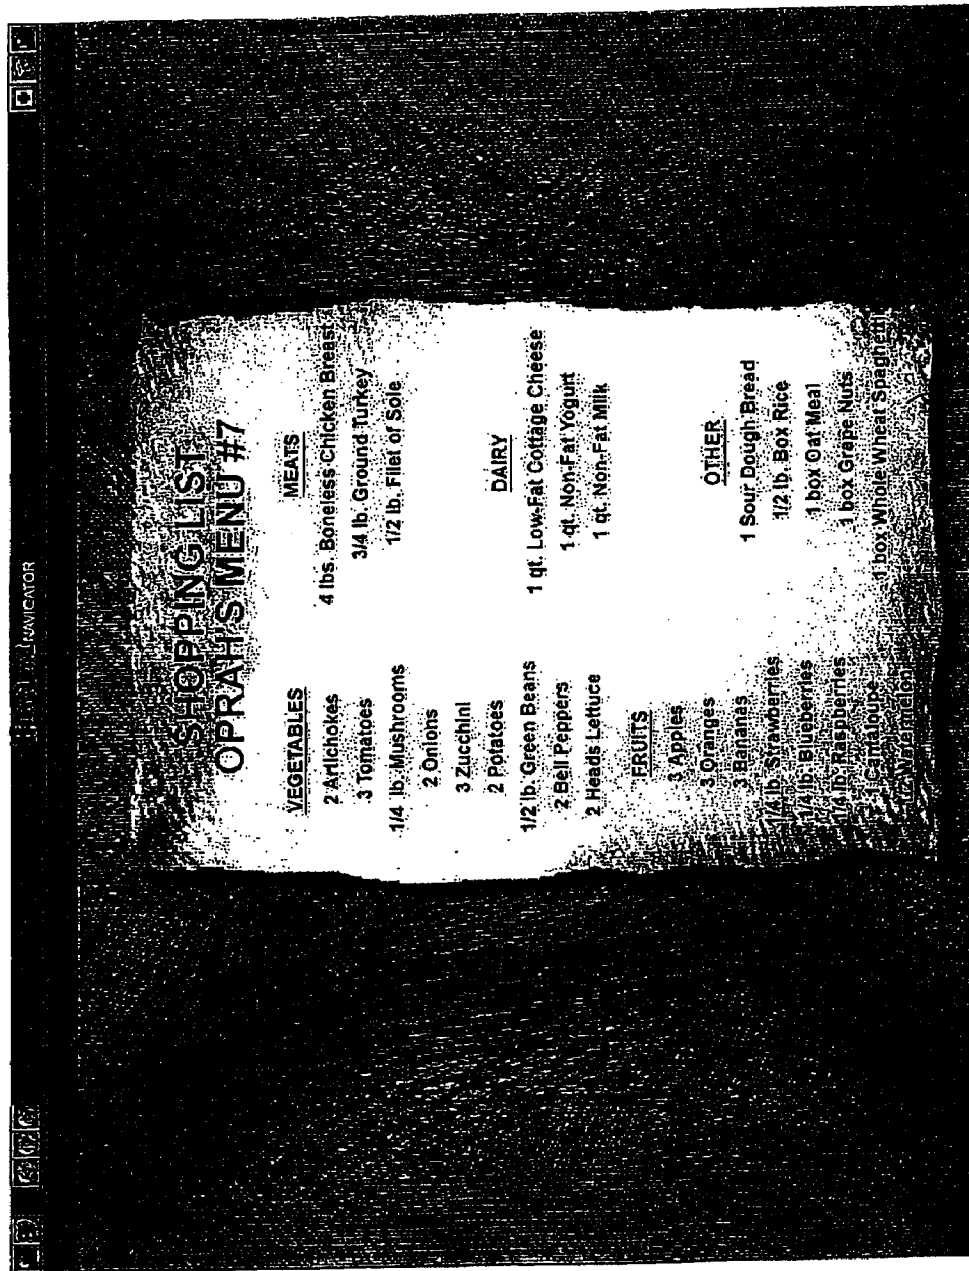 NAVIGATOR
SHOPPING LIST
OPRAH'S MENU #7
VEGETABLES
2 Artichokes
3 Tomatoes
1/4 lb. Mushrooms
2 Onions
3 Zucchini
2 Potatoes
1/2 lb. Green Beans
2 Bell Peppers
2 Heads Lettuce
FRUITS
3 Apples
3 Oranges
3 Bananas
1/4 lb. Strawberries
1/4 lb. Blueberries
1/4 lb. Raspberries
1 Cantaloupe
1/2 Watermelon
MEATS
4 lbs. Boneless Chicken Breast
3/4 lb. Ground Turkey
1/2 lb. Filet of Sole
DAIRY
1 qt. Low-Fat Cottage Cheese
1 qt. Non-Fat Yogurt
1 qt. Non-Fat Milk
OTHER
1 Sour Dough Bread
1/2 lb. Box Rice
1 box Oat Meal
1 box Grape Nuts
1 box Whole Wheat Spaghetti